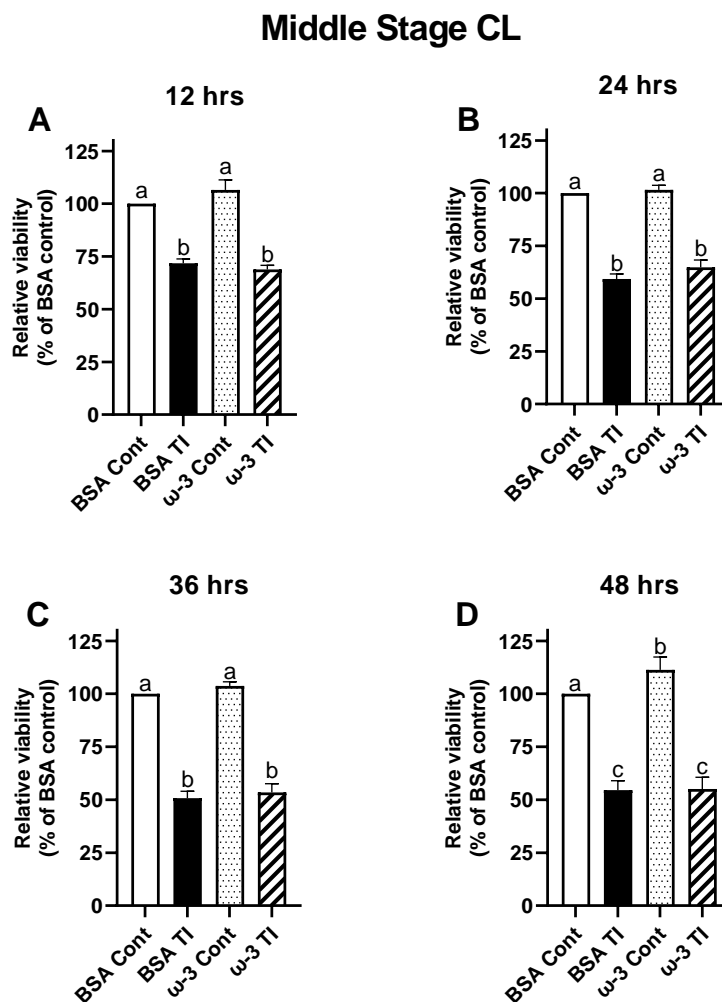 Middle Stage CL
12 hrs
A
Relative viability
(% of BSA control)
125
100
75
50
25
0
a
b
a
b
BSA Cont
BSA TI
ω-3 Cont
ω-3 TI
24 hrs
B
Relative viability
(% of BSA control)
125
100
75
50
25
0
a
b
a
b
BSA Cont
BSA TI
ω-3 Cont
ω-3 TI
36 hrs
C
Relative viability
(% of BSA control)
125
100
75
50
25
0
a
b
a
b
BSA Cont
BSA TI
ω-3 Cont
ω-3 TI
48 hrs
D
Relative viability
(% of BSA control)
125
100
75
50
25
0
a
c
b
c
BSA Cont
BSA TI
ω-3 Cont
ω-3 TI